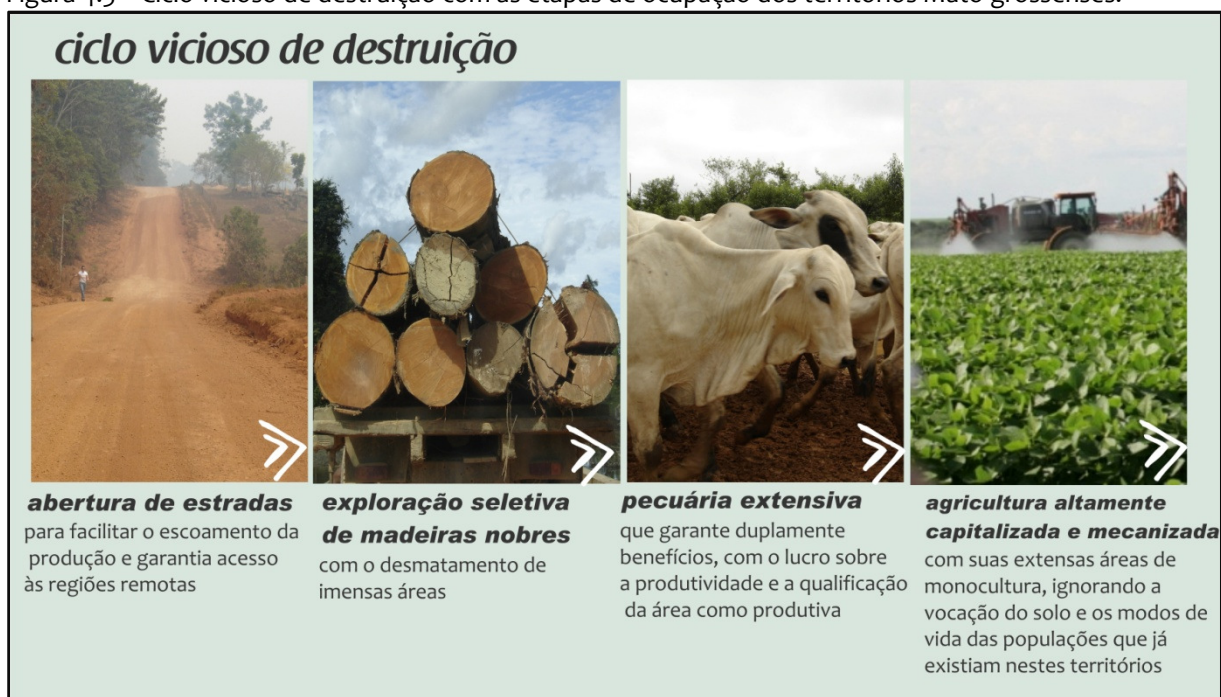 Figura 4.5 - Ciclo vicioso de destruição com as etapas de ocupação dos territórios mato-grossenses.
ciclo vicioso de destruição
abertura de estradas
para facilitar o escoamento da
produção e garantia acesso
às regiões remotas
exploração seletiva
de madeiras nobres
com o desmatamento de
imensas áreas
pecuária extensiva
que garante duplamente
benefícios, com o lucro sobre
a produtividade e a qualificação
da área como produtiva
agricultura altamente
capitalizada e mecanizada
com suas extensas áreas de
monocultura, ignorando a
vocação do solo e os modos de
vida das populações que já
existiam nestes territórios